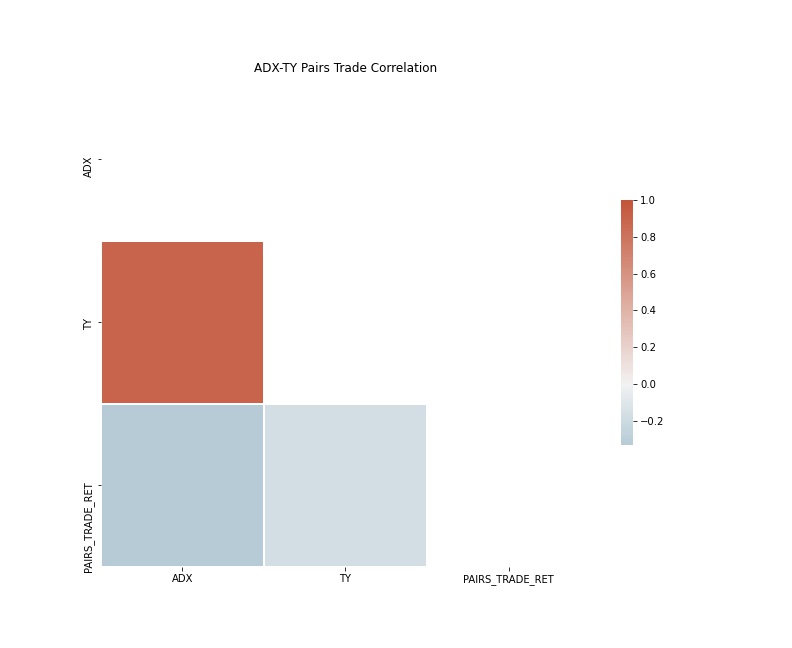 ADX-TY Pairs Trade Correlation
ADX
TY
PAIRS_TRADE_RET
ADX
TY
PAIRS_TRADE_RET
1.0
0.8
0.6
0.4
0.2
0.0
−0.2